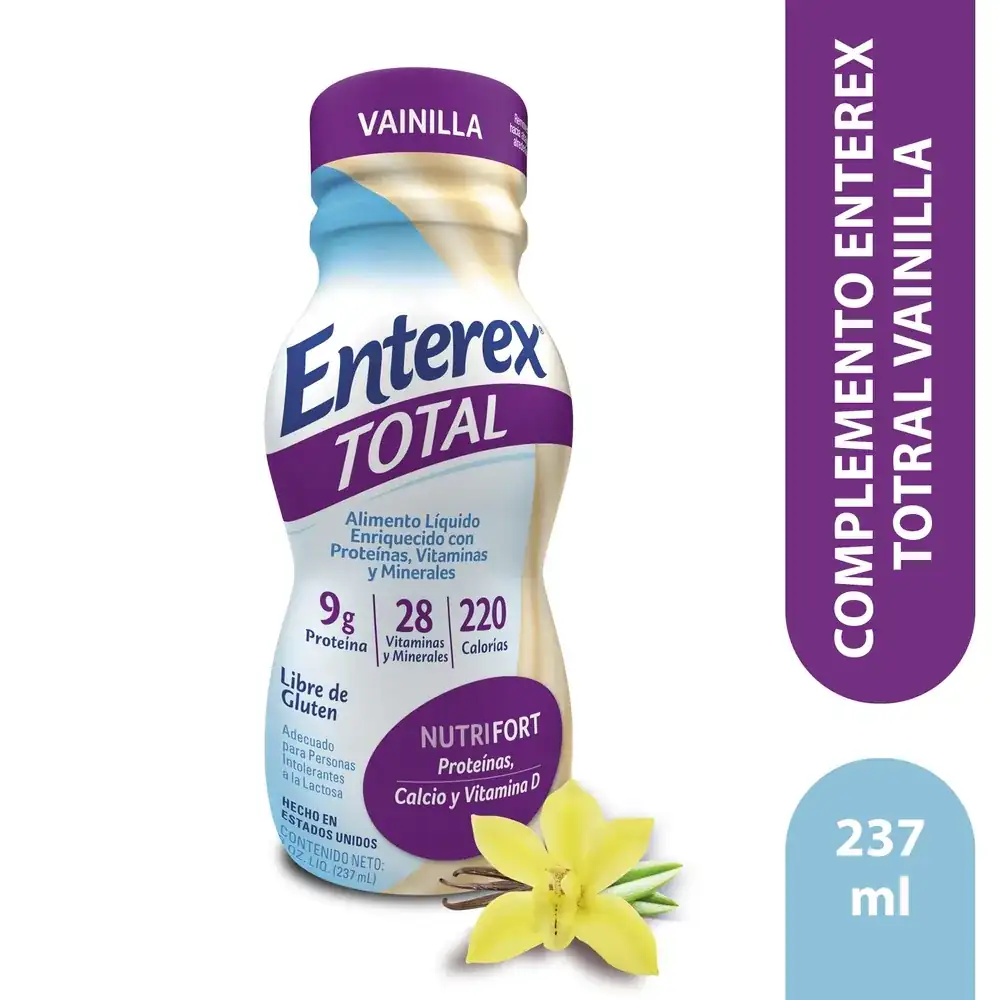 VAINILLA
Enterex®
TOTAL
Alimento Líquido
Enriquecido con
Proteínas, Vitaminas
y Minerales
9g
Proteína
28
Vitaminas
y Minerales
220
Calorías
Libre de
Gluten
Adecuado
para Personas
Intolerantes
a la Lactosa
HECHO EN
ESTADOS UNIDOS
CONTENIDO NETO:
OZ. LIQ. (237 mL)
NUTRIFORT
Proteínas,
Calcio y Vitamina D
COMPLEMENTO ENTEREX
TOTRAL VAINILLA
237
ml